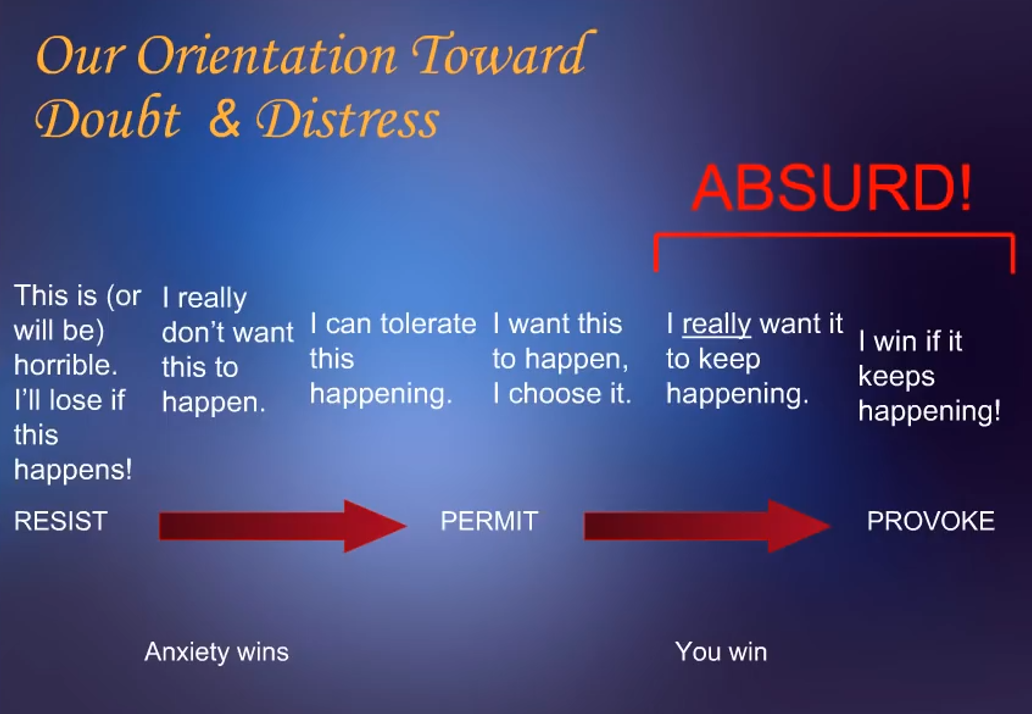 Our Orientation Toward
Doubt & Distress
ABSURD!
This is (or
will be)
horrible.
I'll lose if
this
happens!
I really
don't want
this to
happen.
I can tolerate
this
happening.
I want this
to happen,
I choose it.
I really want it
to keep
happening.
I win if it
keeps
happening!
RESIST
PERMIT
PROVOKE
Anxiety wins
You win